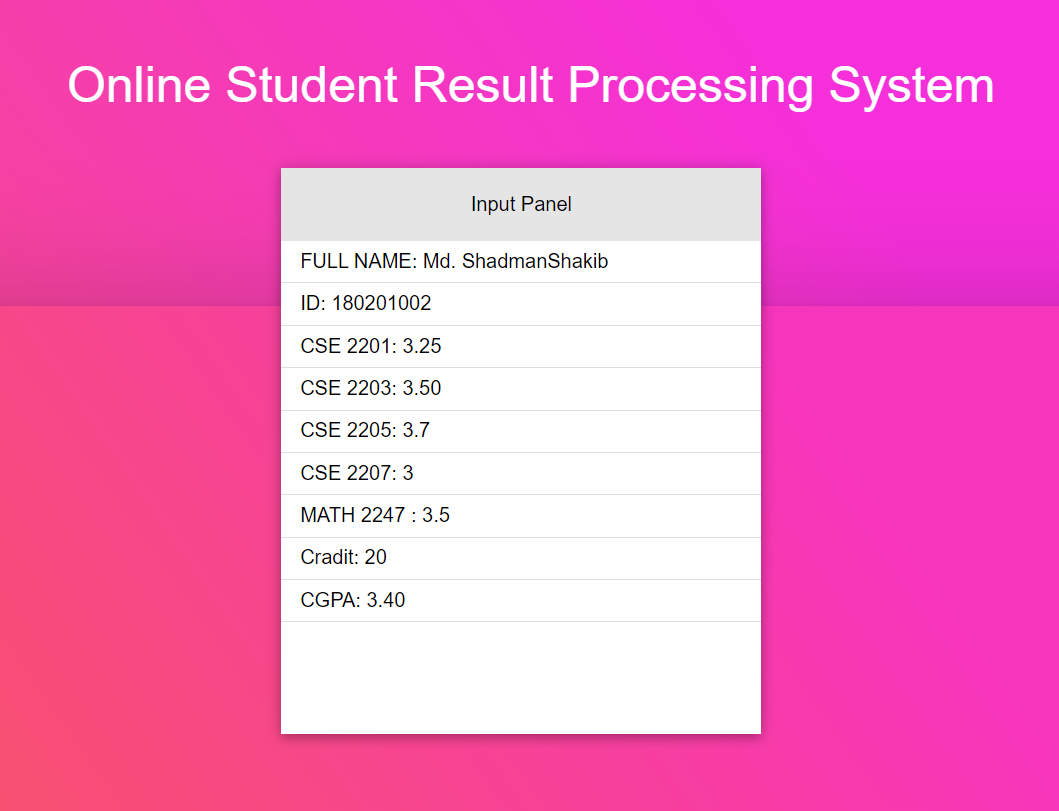 Online Student Result Processing System
Input Panel
FULL NAME: Md. ShadmanShakib
ID: 180201002
CSE 2201: 3.25
CSE 2203: 3.50
CSE 2205: 3.7
CSE 2207: 3
MATH 2247 : 3.5
Cradit: 20
CGPA: 3.40